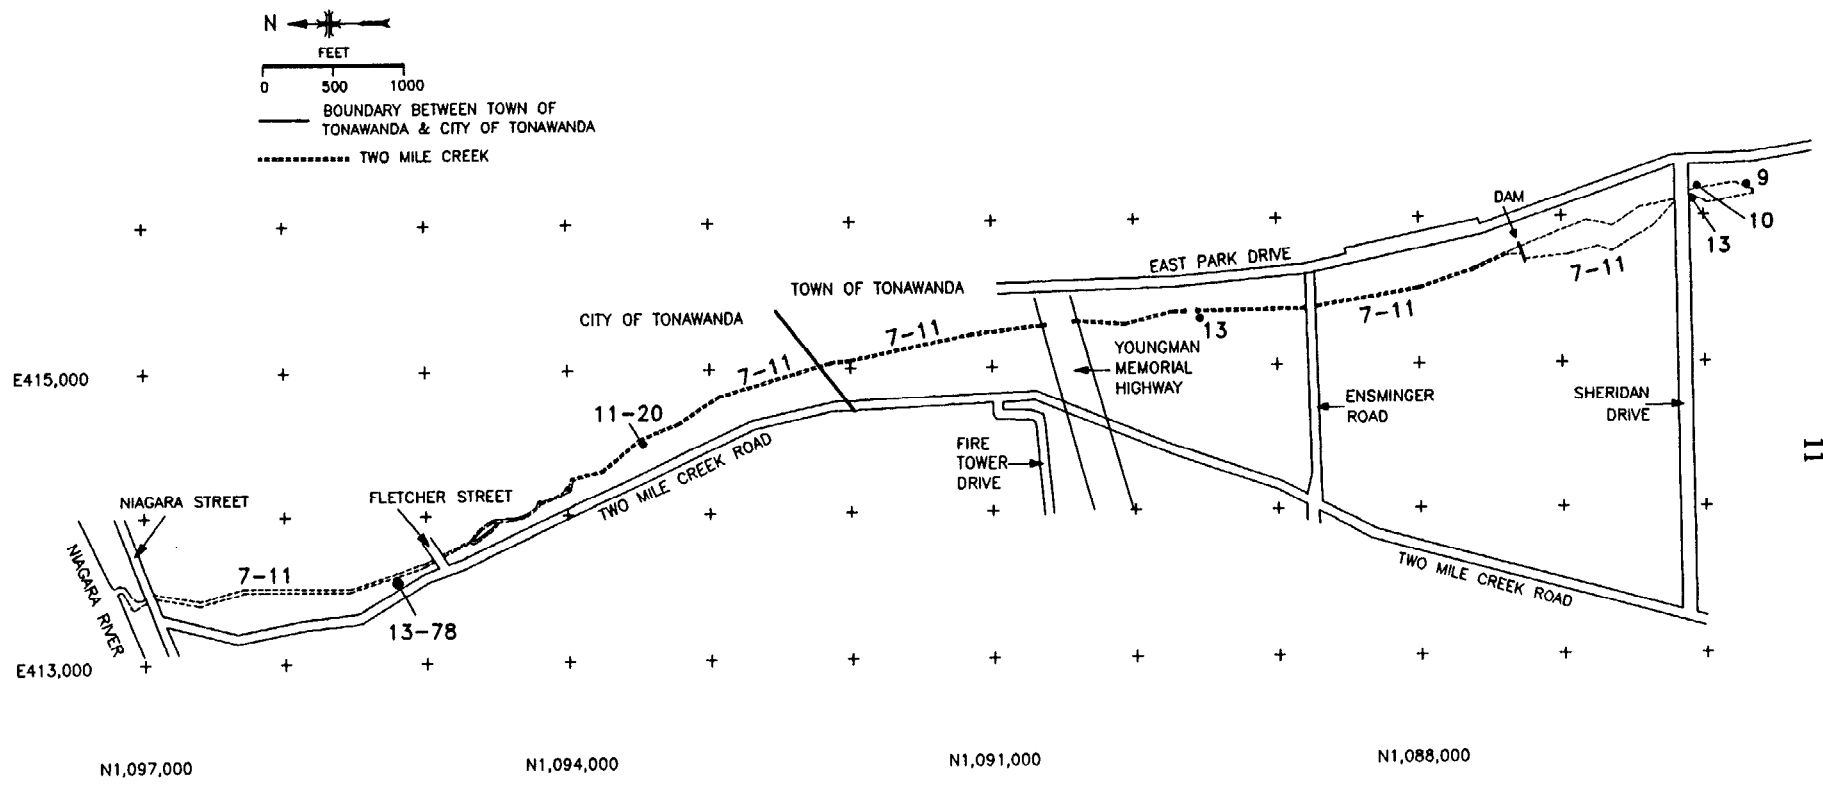 N
FEET
0 500 1000
BOUNDARY BETWEEN TOWN OF
TONAWANDA & CITY OF TONAWANDA
TWO MILE CREEK
9
DAM
10
13
EAST PARK DRIVE
7-11
TOWN OF TONAWANDA
CITY OF TONAWANDA
7-11
7-11
13
7-11
YOUNGMAN
MEMORIAL
HIGHWAY
E415,000
ENSMINGER
ROAD
SHERIDAN
DRIVE
11-20
11
FIRE
TOWER
DRIVE
TWO MILE CREEK ROAD
NIAGARA STREET
FLETCHER STREET
NIAGARA RIVER
7-11
TWO MILE CREEK ROAD
13-78
E413,000
N1,097,000
N1,094,000
N1,091,000
N1,088,000